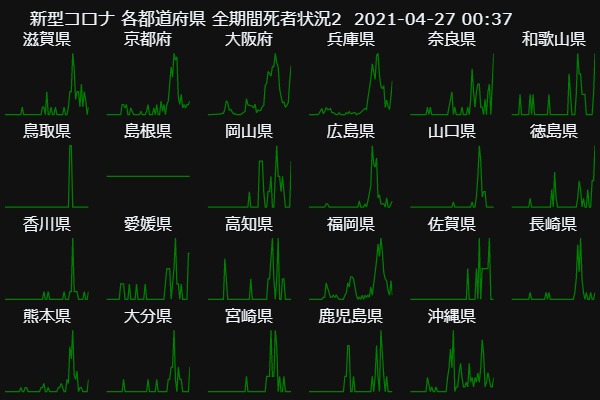 新型コロナ 各都道府県 全期間死者状況2 2021-04-27 00:37
滋賀県 京都府 大阪府 兵庫県 奈良県 和歌山県
鳥取県 島根県 岡山県 広島県 山口県 徳島県
香川県 愛媛県 高知県 福岡県 佐賀県 長崎県
熊本県 大分県 宮崎県 鹿児島県 沖縄県